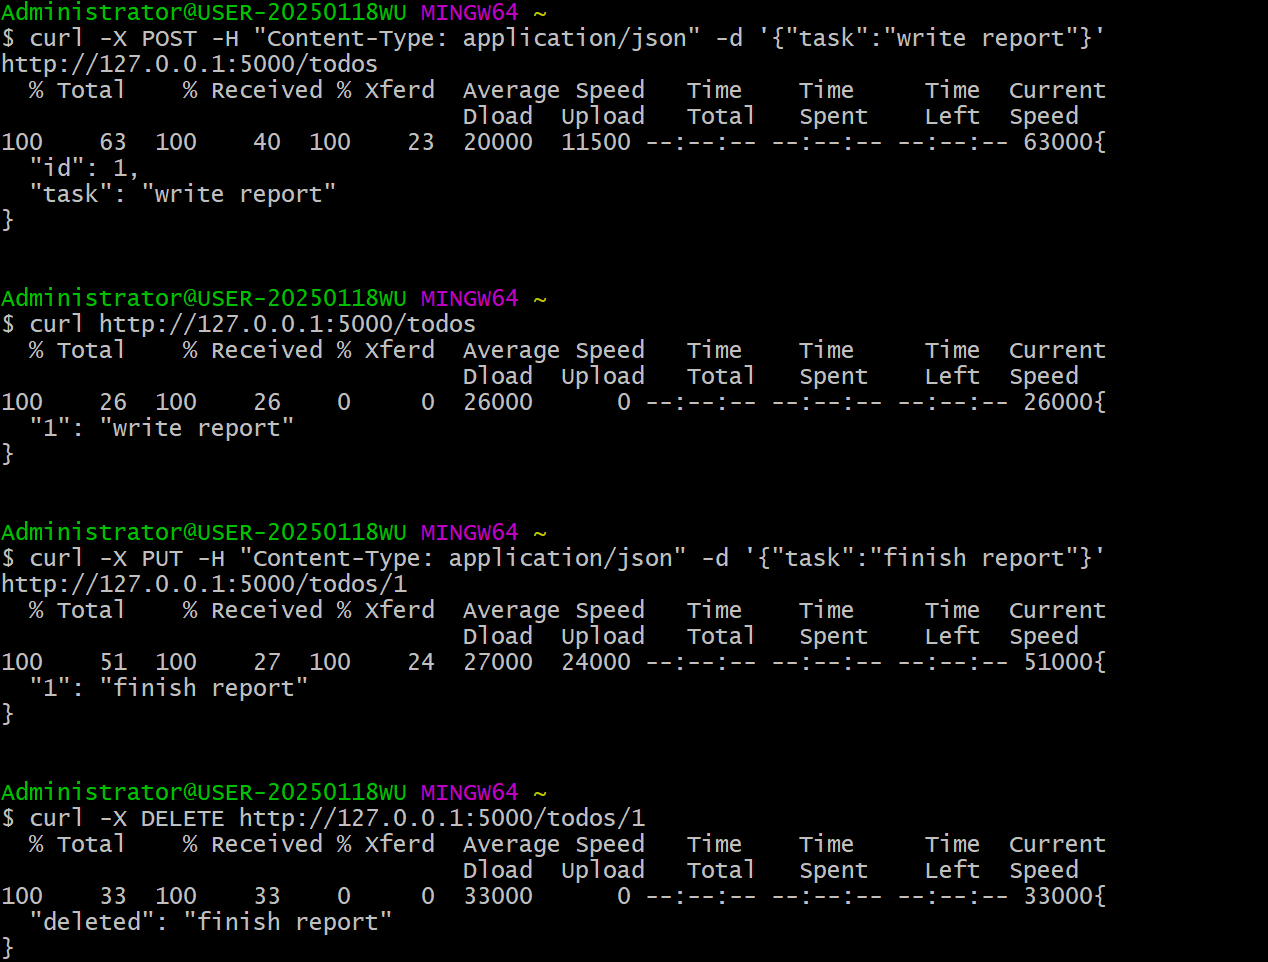 Administrator@USER-20250118WU MINGW64 ~
$ curl -X POST -H "Content-Type: application/json" -d '{"task":"write report"}'
http://127.0.0.1:5000/todos
  % Total    % Received % Xferd  Average Speed   Time    Time     Time  Current
                                 Dload  Upload   Total   Spent    Left  Speed
100    63  100    40  100    23  20000  11500 --:--:-- --:--:-- --:--:-- 63000{
  "id": 1,
  "task": "write report"
}
Administrator@USER-20250118WU MINGW64 ~
$ curl http://127.0.0.1:5000/todos
  % Total    % Received % Xferd  Average Speed   Time    Time     Time  Current
                                 Dload  Upload   Total   Spent    Left  Speed
100    26  100    26    0     0  26000      0 --:--:-- --:--:-- --:--:-- 26000{
  "1": "write report"
}
Administrator@USER-20250118WU MINGW64 ~
$ curl -X PUT -H "Content-Type: application/json" -d '{"task":"finish report"}'
http://127.0.0.1:5000/todos/1
  % Total    % Received % Xferd  Average Speed   Time    Time     Time  Current
                                 Dload  Upload   Total   Spent    Left  Speed
100    51  100    27  100    24  27000  24000 --:--:-- --:--:-- --:--:-- 51000{
  "1": "finish report"
}
Administrator@USER-20250118WU MINGW64 ~
$ curl -X DELETE http://127.0.0.1:5000/todos/1
  % Total    % Received % Xferd  Average Speed   Time    Time     Time  Current
                                 Dload  Upload   Total   Spent    Left  Speed
100    33  100    33    0     0  33000      0 --:--:-- --:--:-- --:--:-- 33000{
  "deleted": "finish report"
}